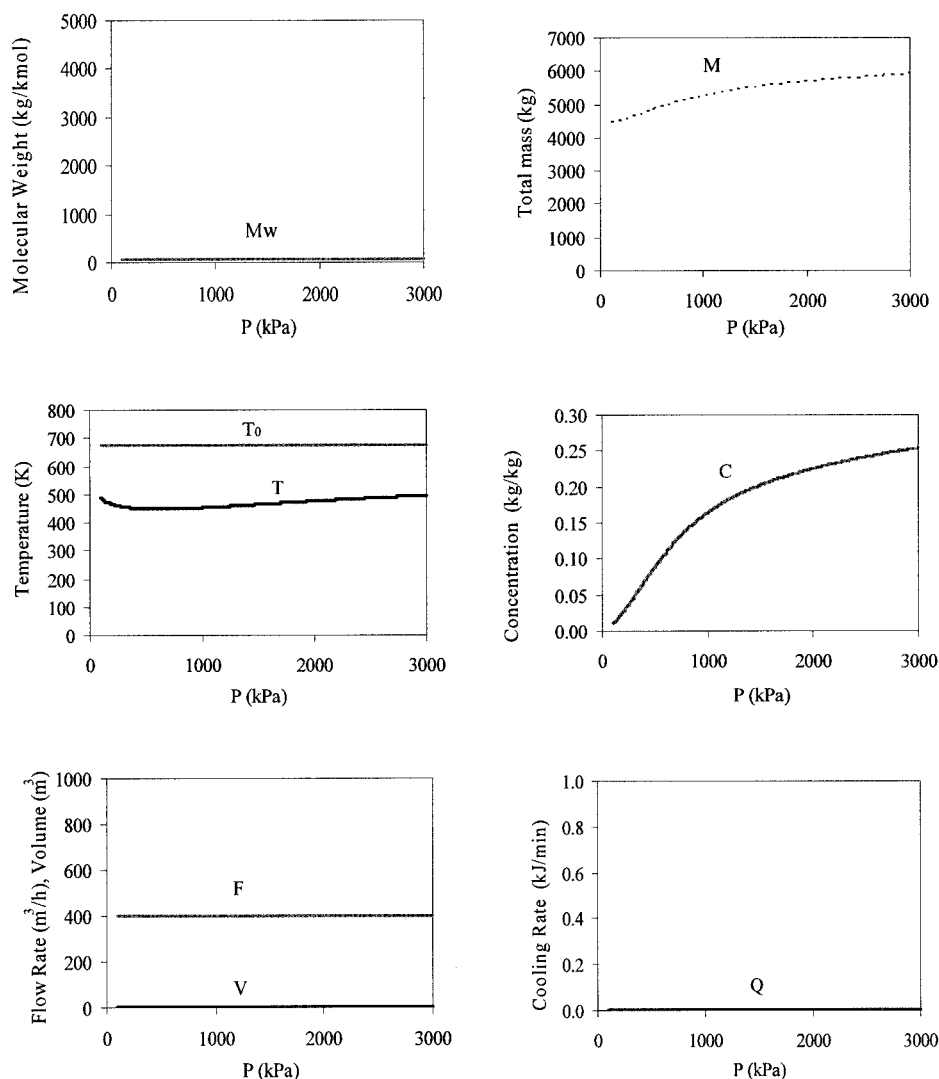 Molecular Weight (kg/kmol)
5000
4000
3000
2000
1000
0
Mw
0 1000 2000 3000
P (kPa)
Total mass (kg)
7000
6000
5000
4000
3000
2000
1000
0
M
0 1000 2000 3000
P (kPa)
Temperature (K)
800
700
600
500
400
300
200
100
0
T₀
T
0 1000 2000 3000
P (kPa)
Concentration (kg/kg)
0.30
0.25
0.20
0.15
0.10
0.05
0.00
C
0 1000 2000 3000
P (kPa)
Flow Rate (m³/h), Volume (m³)
1000
800
600
400
200
0
F
V
0 1000 2000 3000
P (kPa)
Cooling Rate (kJ/min)
1.0
0.8
0.6
0.4
0.2
0.0
Q
0 1000 2000 3000
P (kPa)